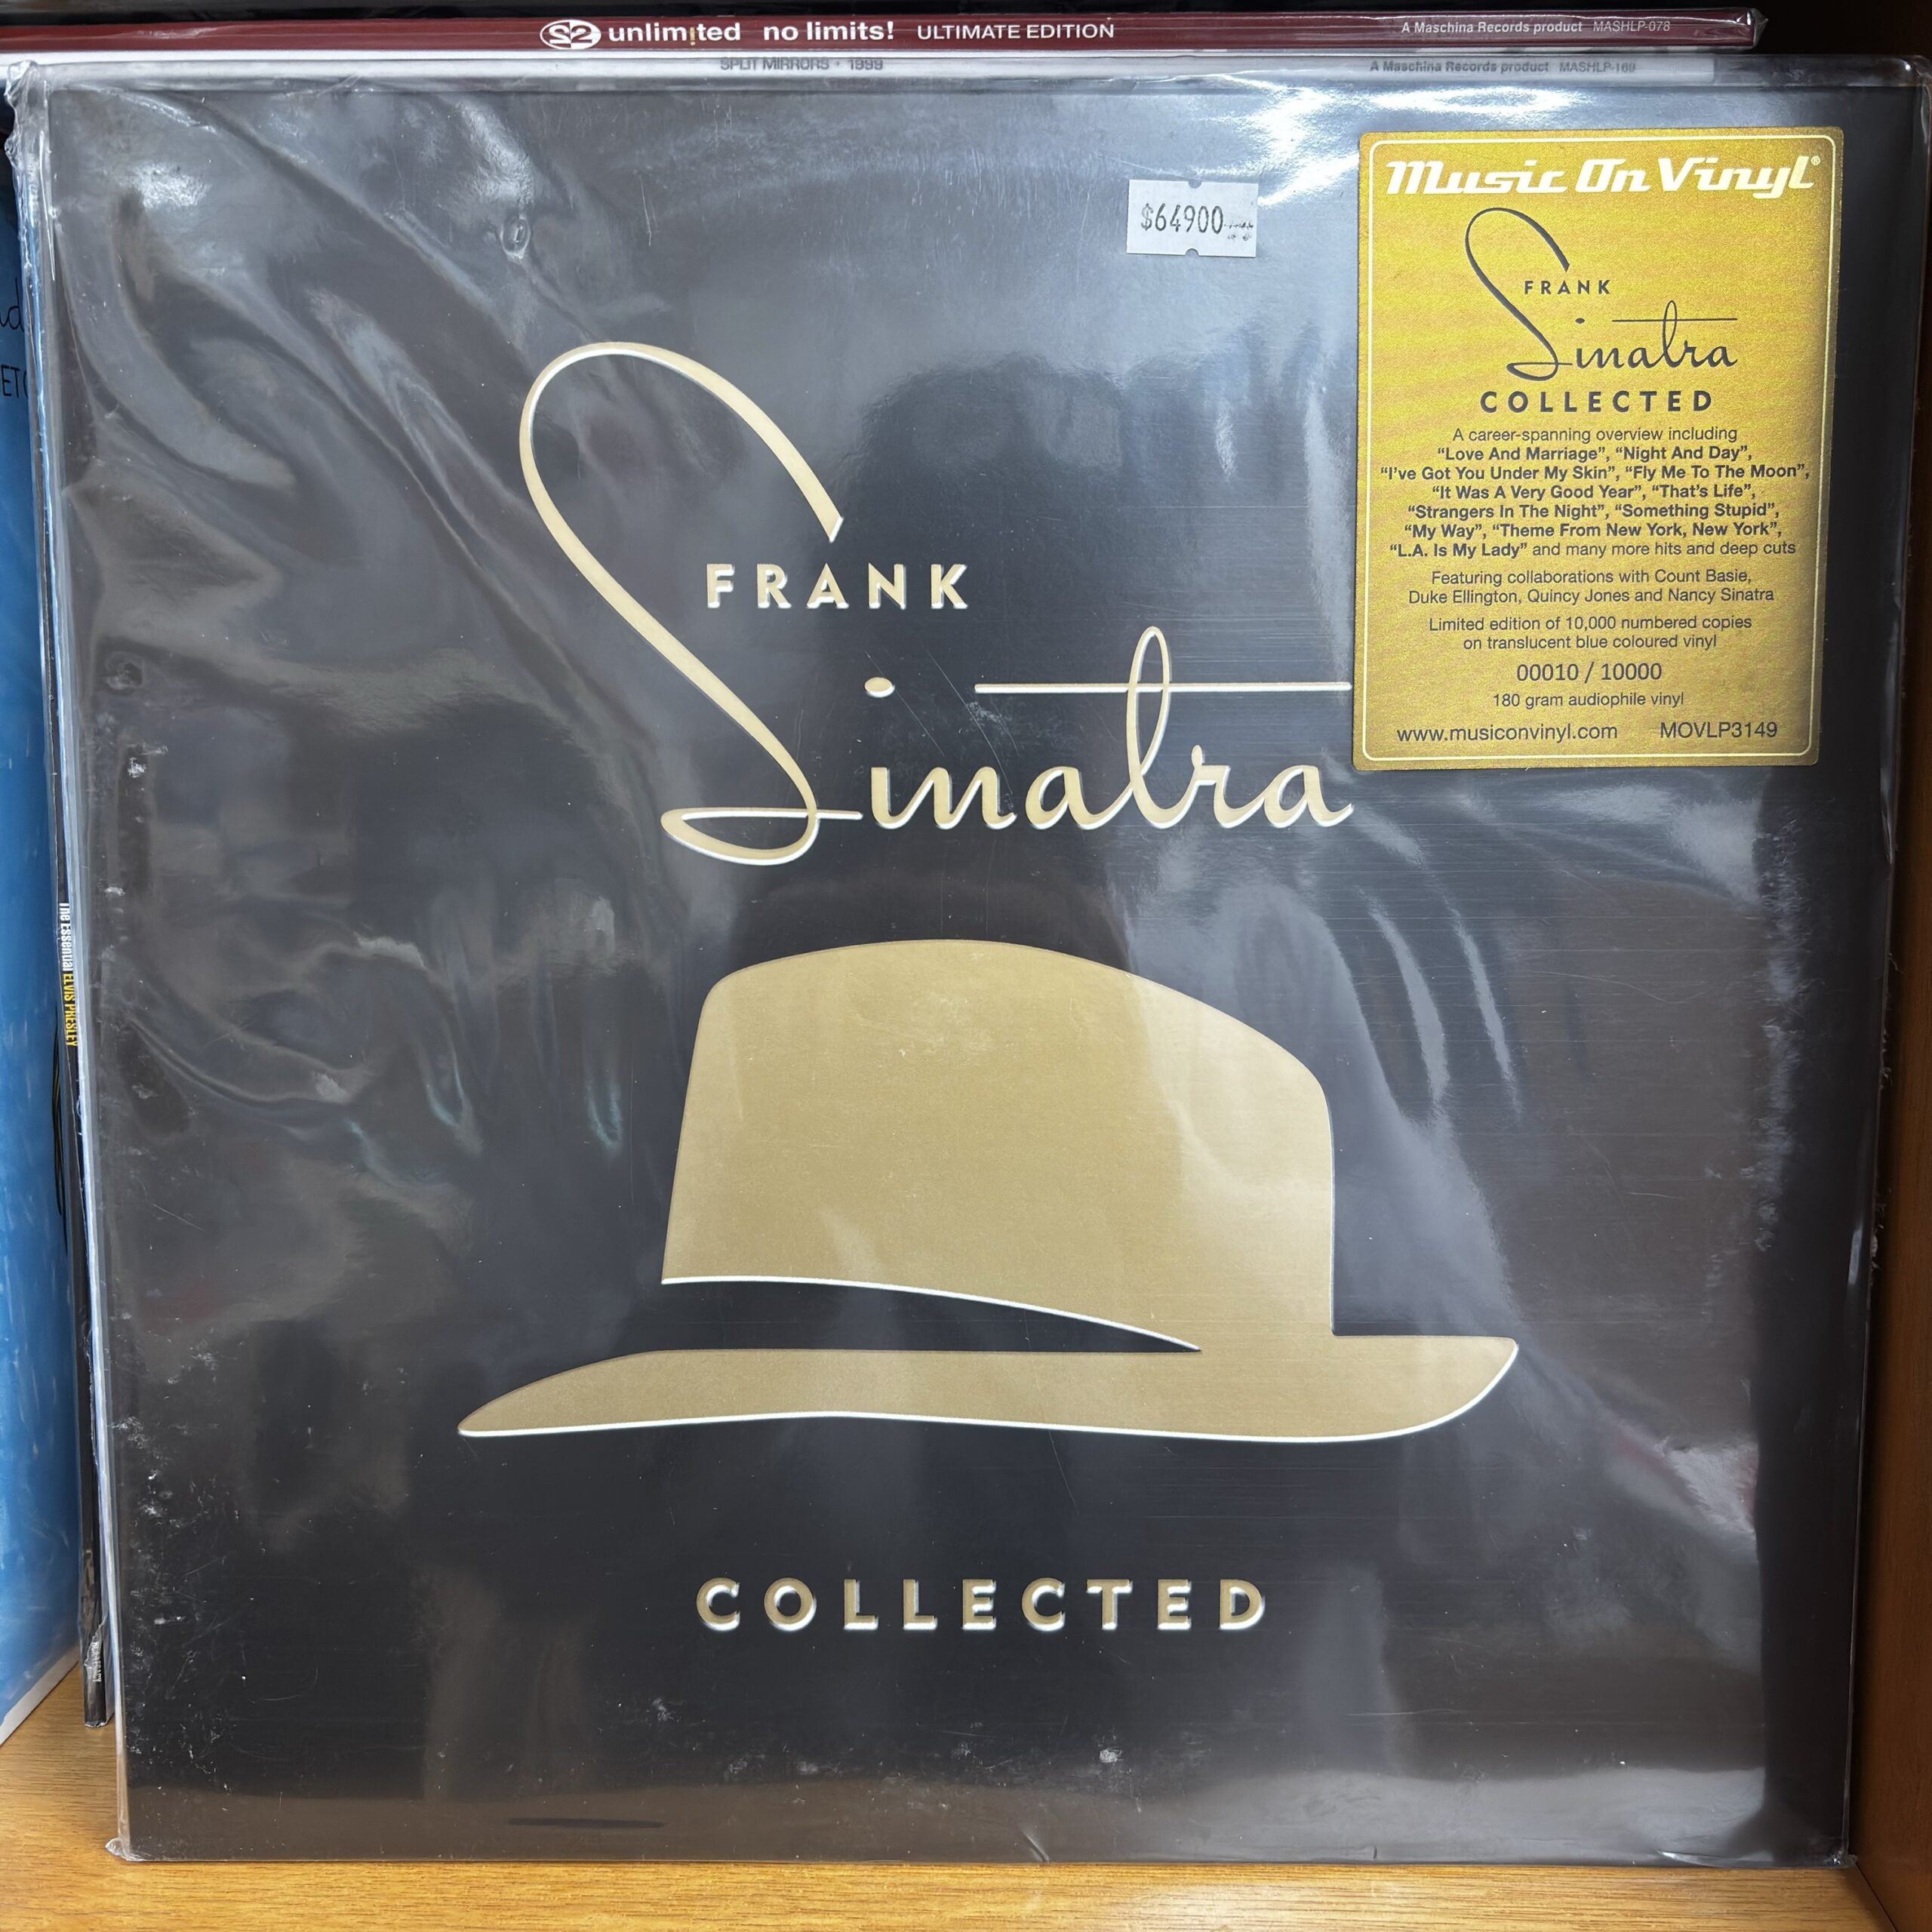 2 unlimited no limits! ULTIMATE EDITION A Maschina Records product MASHLP-078
SPLIT MIRRORS • 1999 A Maschina Records product MASHLP-169
$64900
Music On Vinyl®
FRANK
Sinatra
COLLECTED
A career-spanning overview including
“Love And Marriage”, “Night And Day”,
“I’ve Got You Under My Skin”, “Fly Me To The Moon”,
“It Was A Very Good Year”, “That’s Life”,
“Strangers In The Night”, “Something Stupid”,
“My Way”, “Theme From New York, New York”,
“L.A. Is My Lady” and many more hits and deep cuts
Featuring collaborations with Count Basie,
Duke Ellington, Quincy Jones and Nancy Sinatra
Limited edition of 10,000 numbered copies
on translucent blue coloured vinyl
00010 / 10000
180 gram audiophile vinyl
www.musiconvinyl.com MOVLP3149
FRANK
Sinatra
COLLECTED
The Essential ELVIS PRESLEY